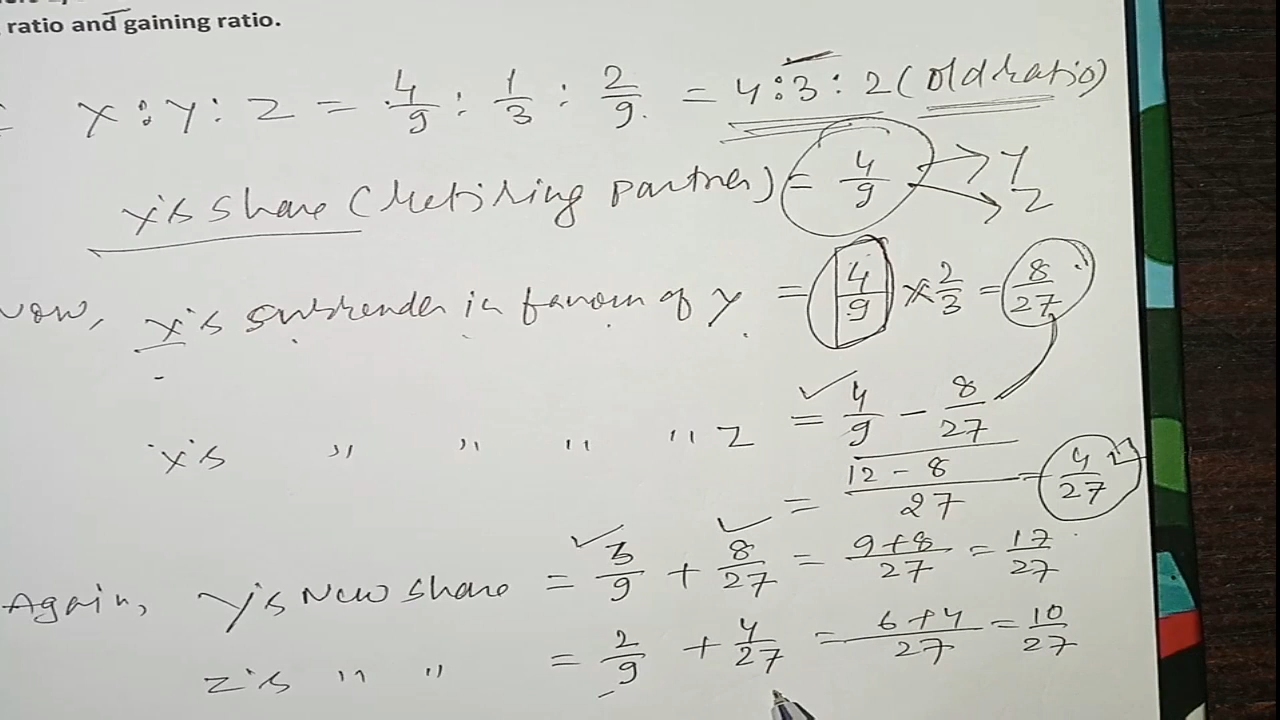 ratio and gaining ratio.
X : Y : Z = 4/9 : 1/3 : 2/9 = 4:3:2 (old ratio)
X's share (Retiring partner) = 4/9 → Y
→ Z
Now, X's surrender in favour of Y = 4/9 × 2/3 = 8/27
X's " " " " Z = 4/9 - 8/27
= 12 - 8/27 = 4/27
Again, Y's New share = 3/9 + 8/27 = 9+8/27 = 17/27
Z's " " = 2/9 + 4/27 = 6+4/27 = 10/27